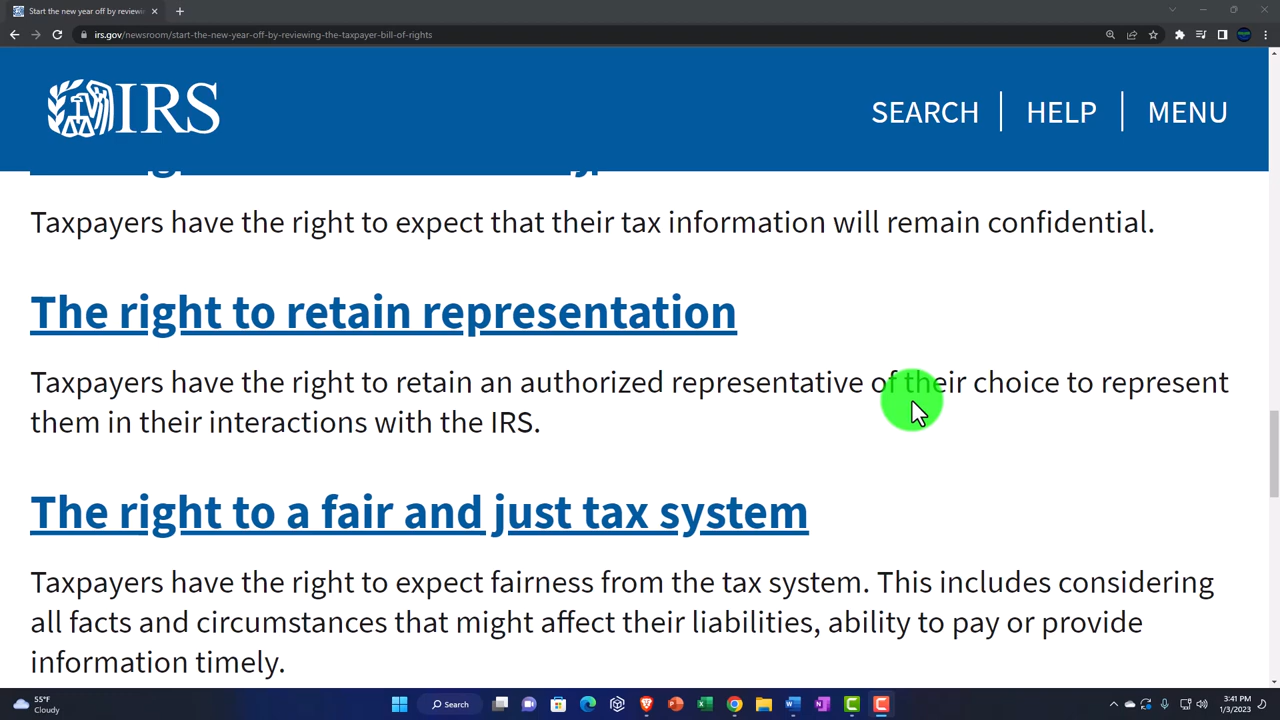 Start the new year off by reviewin
irs.gov/newsroom/start-the-new-year-off-by-reviewing-the-taxpayer-bill-of-rights
IRS
SEARCH
HELP
MENU
Taxpayers have the right to expect that their tax information will remain confidential.
The right to retain representation
Taxpayers have the right to retain an authorized representative of their choice to represent
them in their interactions with the IRS.
The right to a fair and just tax system
Taxpayers have the right to expect fairness from the tax system. This includes considering
all facts and circumstances that might affect their liabilities, ability to pay or provide
information timely.
55°F
Cloudy
Search
3:41 PM
1/3/2023